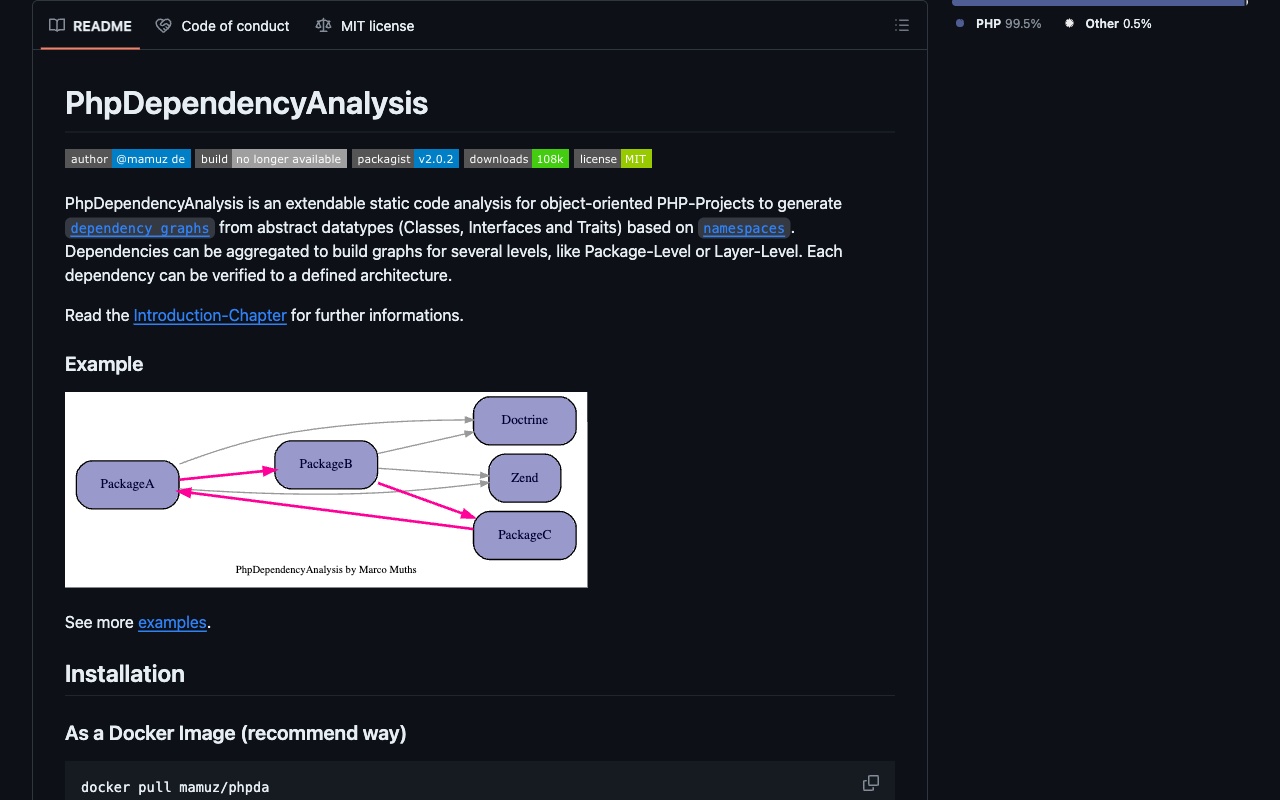 README Code of conduct MIT license
PHP 99.5% Other 0.5%
PhpDependencyAnalysis
author @mamuz de build no longer available packagist v2.0.2 downloads 108k license MIT
PhpDependencyAnalysis is an extendable static code analysis for object-oriented PHP-Projects to generate
dependency graphs from abstract datatypes (Classes, Interfaces and Traits) based on namespaces.
Dependencies can be aggregated to build graphs for several levels, like Package-Level or Layer-Level. Each
dependency can be verified to a defined architecture.
Read the Introduction-Chapter for further informations.
Example
Doctrine
PackageB
Zend
PackageA
PackageC
PhpDependencyAnalysis by Marco Muths
See more examples.
Installation
As a Docker Image (recommend way)
docker pull mamuz/phpda